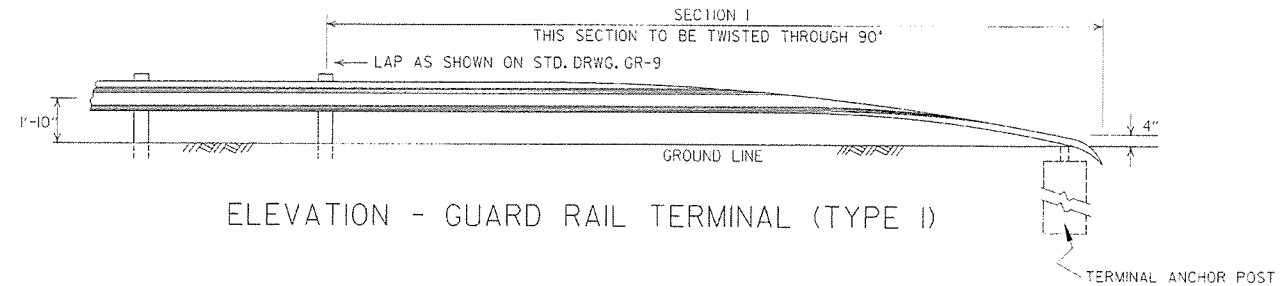 SECTION I
THIS SECTION TO BE TWISTED THROUGH 90°
LAP AS SHOWN ON STD. DRWG. GR-9
1'-10"
4"
GROUND LINE
ELEVATION - GUARD RAIL TERMINAL (TYPE I)
TERMINAL ANCHOR POST